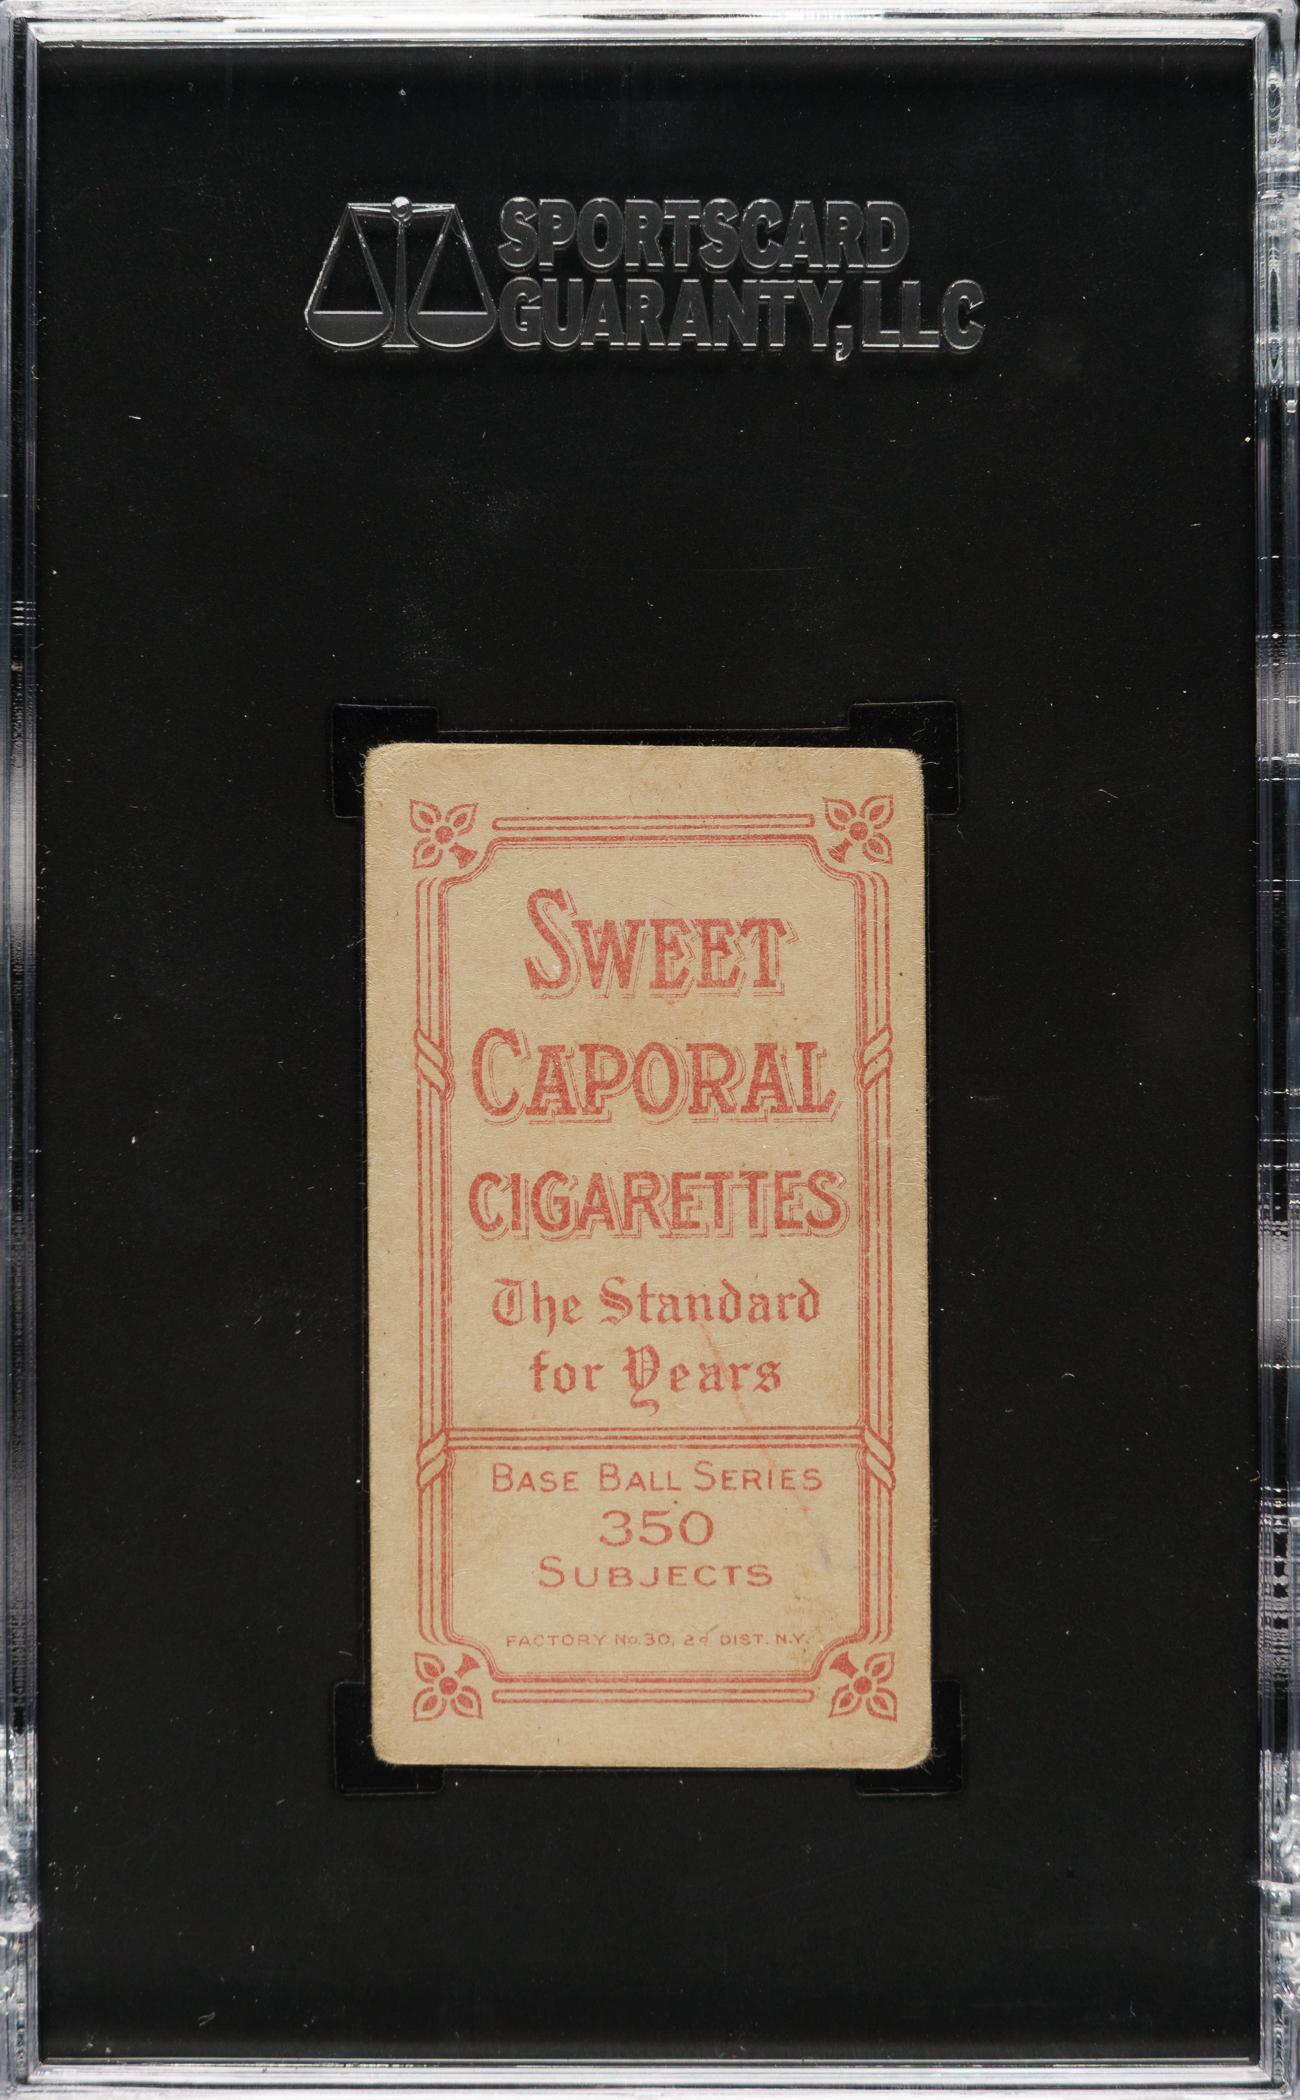 SPORTSCARD
GUARANTY, LLC
SWEET
CAPORAL
CIGARETTES
The Standard
for Years
BASE BALL SERIES
350
SUBJECTS
FACTORY No. 30, 2d DIST. N.Y.